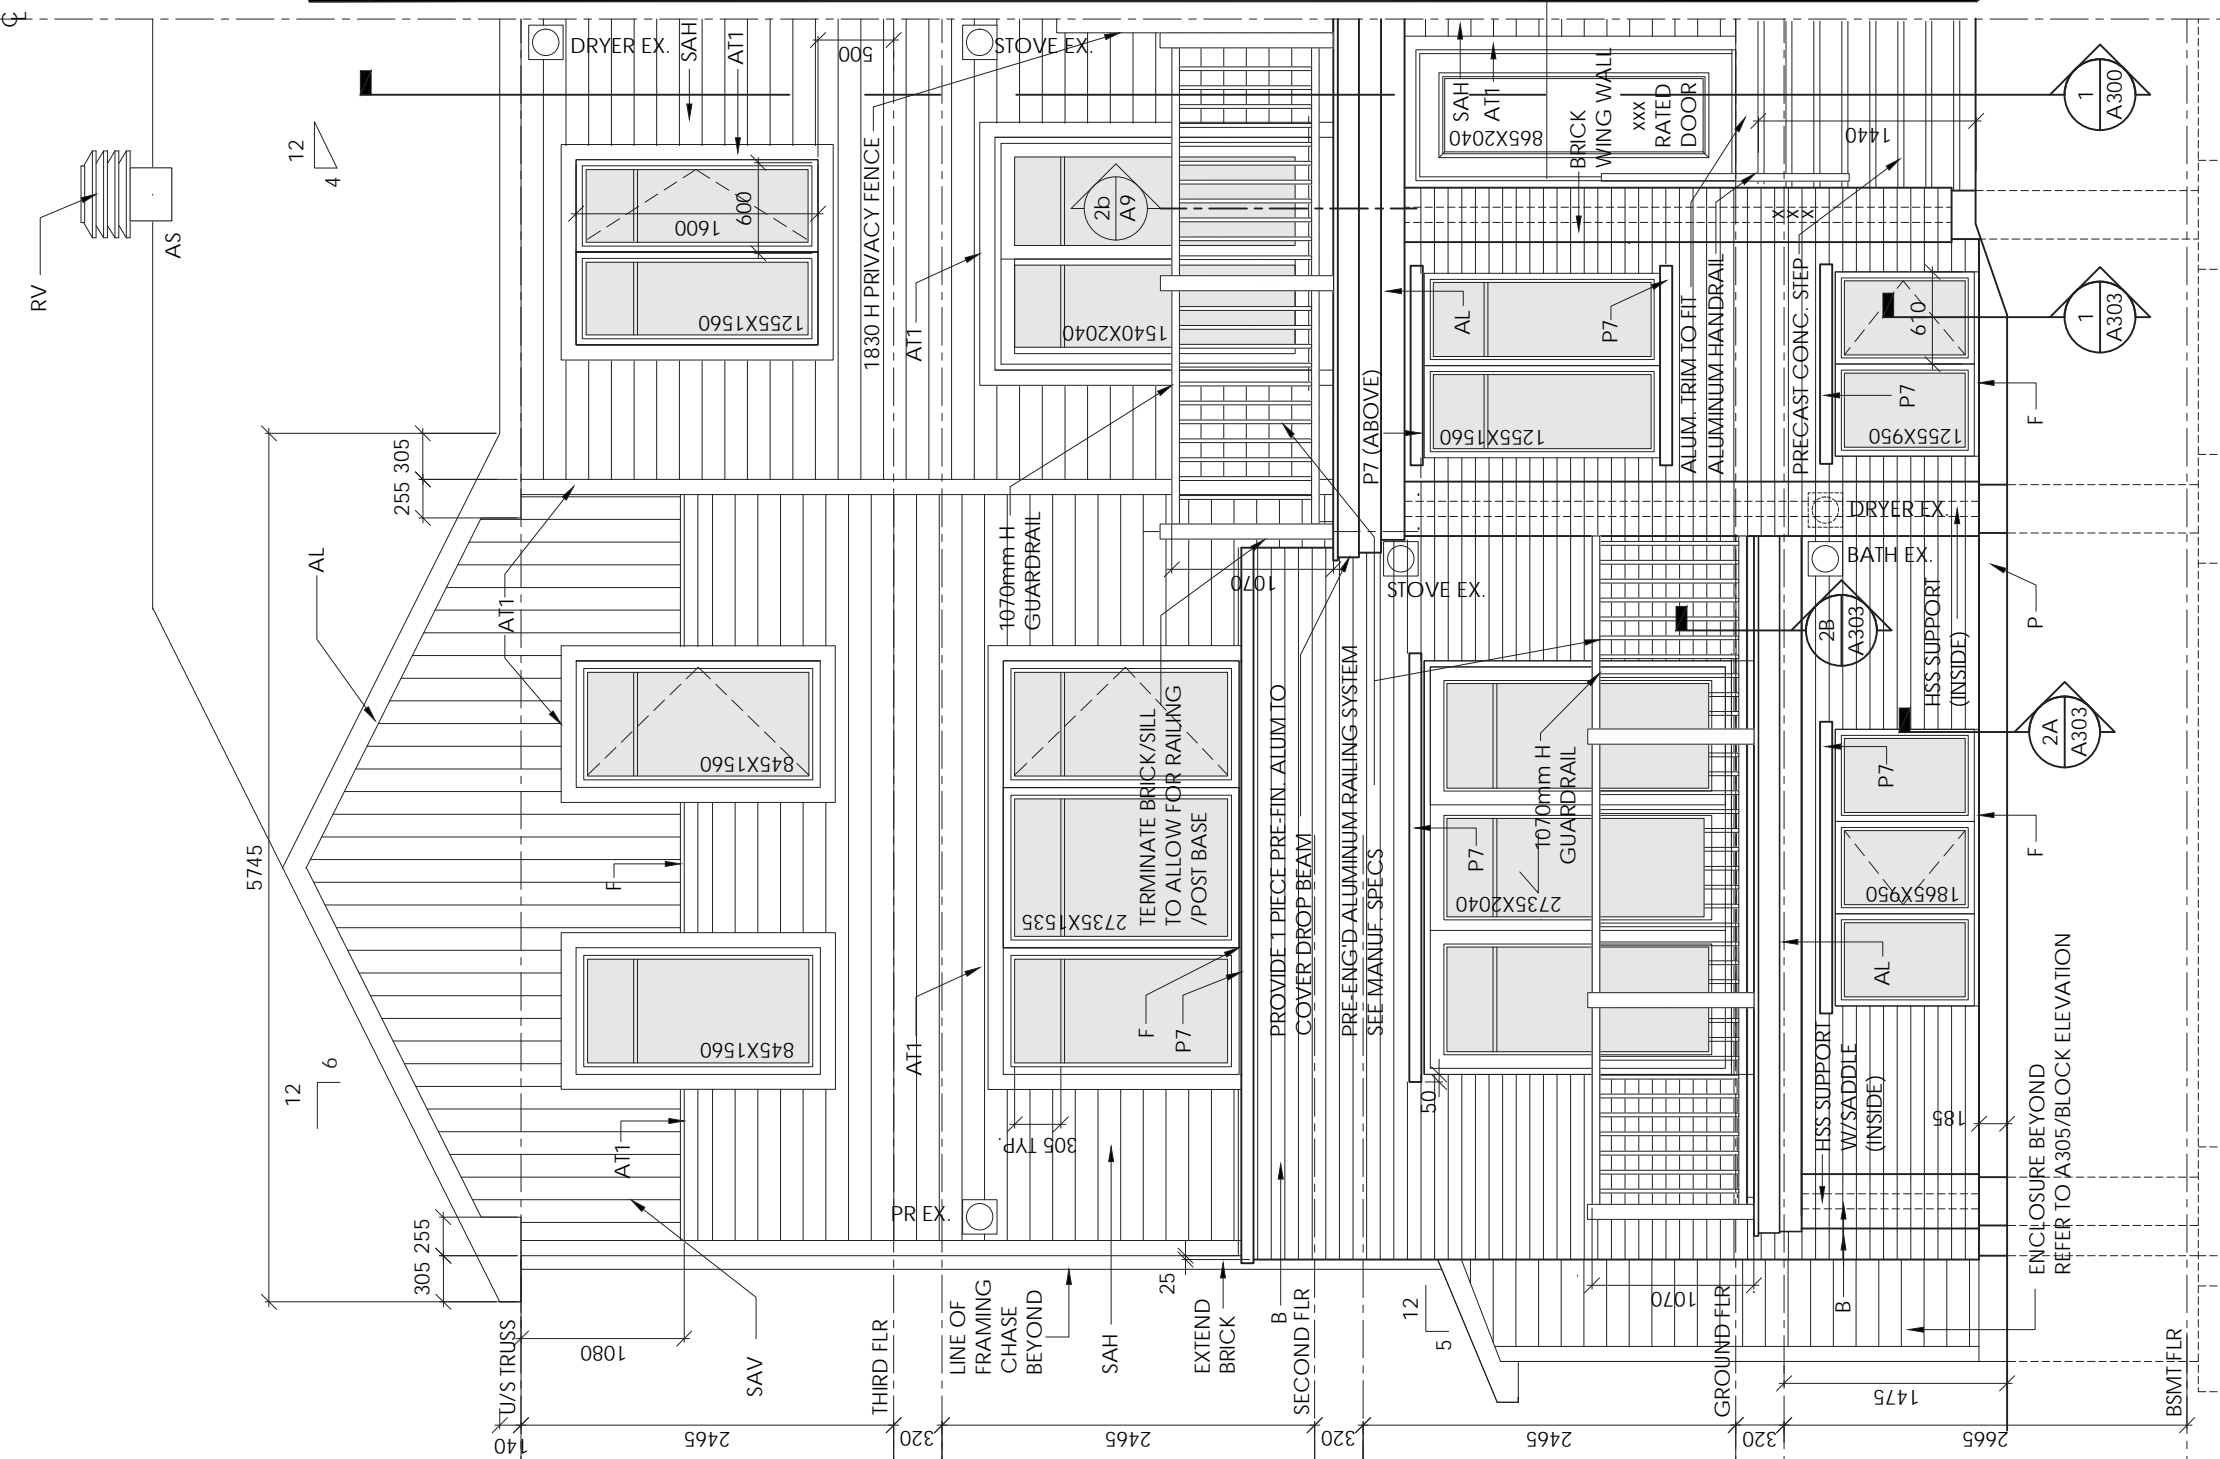 CL
RV
AS
12
4
DRYER EX.
SAH
AT1
500
STOVE EX.
1600
600
1255X1560
1830 H PRIVACY FENCE
AT1
1540X2040
2b
A9
SAH
AT1
865X2040
BRICK
WING WALL
xxx
RATED
DOOR
1440
1
A300
1
A303
XXX
AL
P7
1255X1560
P7 (ABOVE)
ALUM. TRIM TO FIT
ALUMINUM HANDRAIL
PRECAST CONC. STEP
610
P7
1255X950
F
5745
305
255
AL
AT1
1070mm H
GUARDRAIL
1070
STOVE EX.
DRYER EX.
BATH EX.
2B
A303
HSS SUPPORT
(INSIDE)
P
845X1560
F
TERMINATE BRICK/SILL
TO ALLOW FOR RAILING
/POST BASE
2735X1535
PROVIDE 1 PIECE PRE-FIN. ALUM TO
COVER DROP BEAM
PRE-ENG'D ALUMINUM RAILING SYSTEM
SEE MANUF. SPECS
P7
1070mm H
GUARDRAIL
2735X2040
P7
2A
A303
1865X950
F
AL
12
6
845X1560
AT1
AT1
305 TYP.
F
P7
50
HSS SUPPORT
W/SADDLE
(INSIDE)
185
ENCLOSURE BEYOND
REFER TO A305/BLOCK ELEVATION
255
305
PR EX.
25
1080
SAV
LINE OF
FRAMING
CHASE
BEYOND
SAH
EXTEND
BRICK
B
12
5
1070
B
1475
U/S TRUSS
THIRD FLR
SECOND FLR
GROUND FLR
BSMT FLR
140
2465
320
2465
320
2465
320
2665